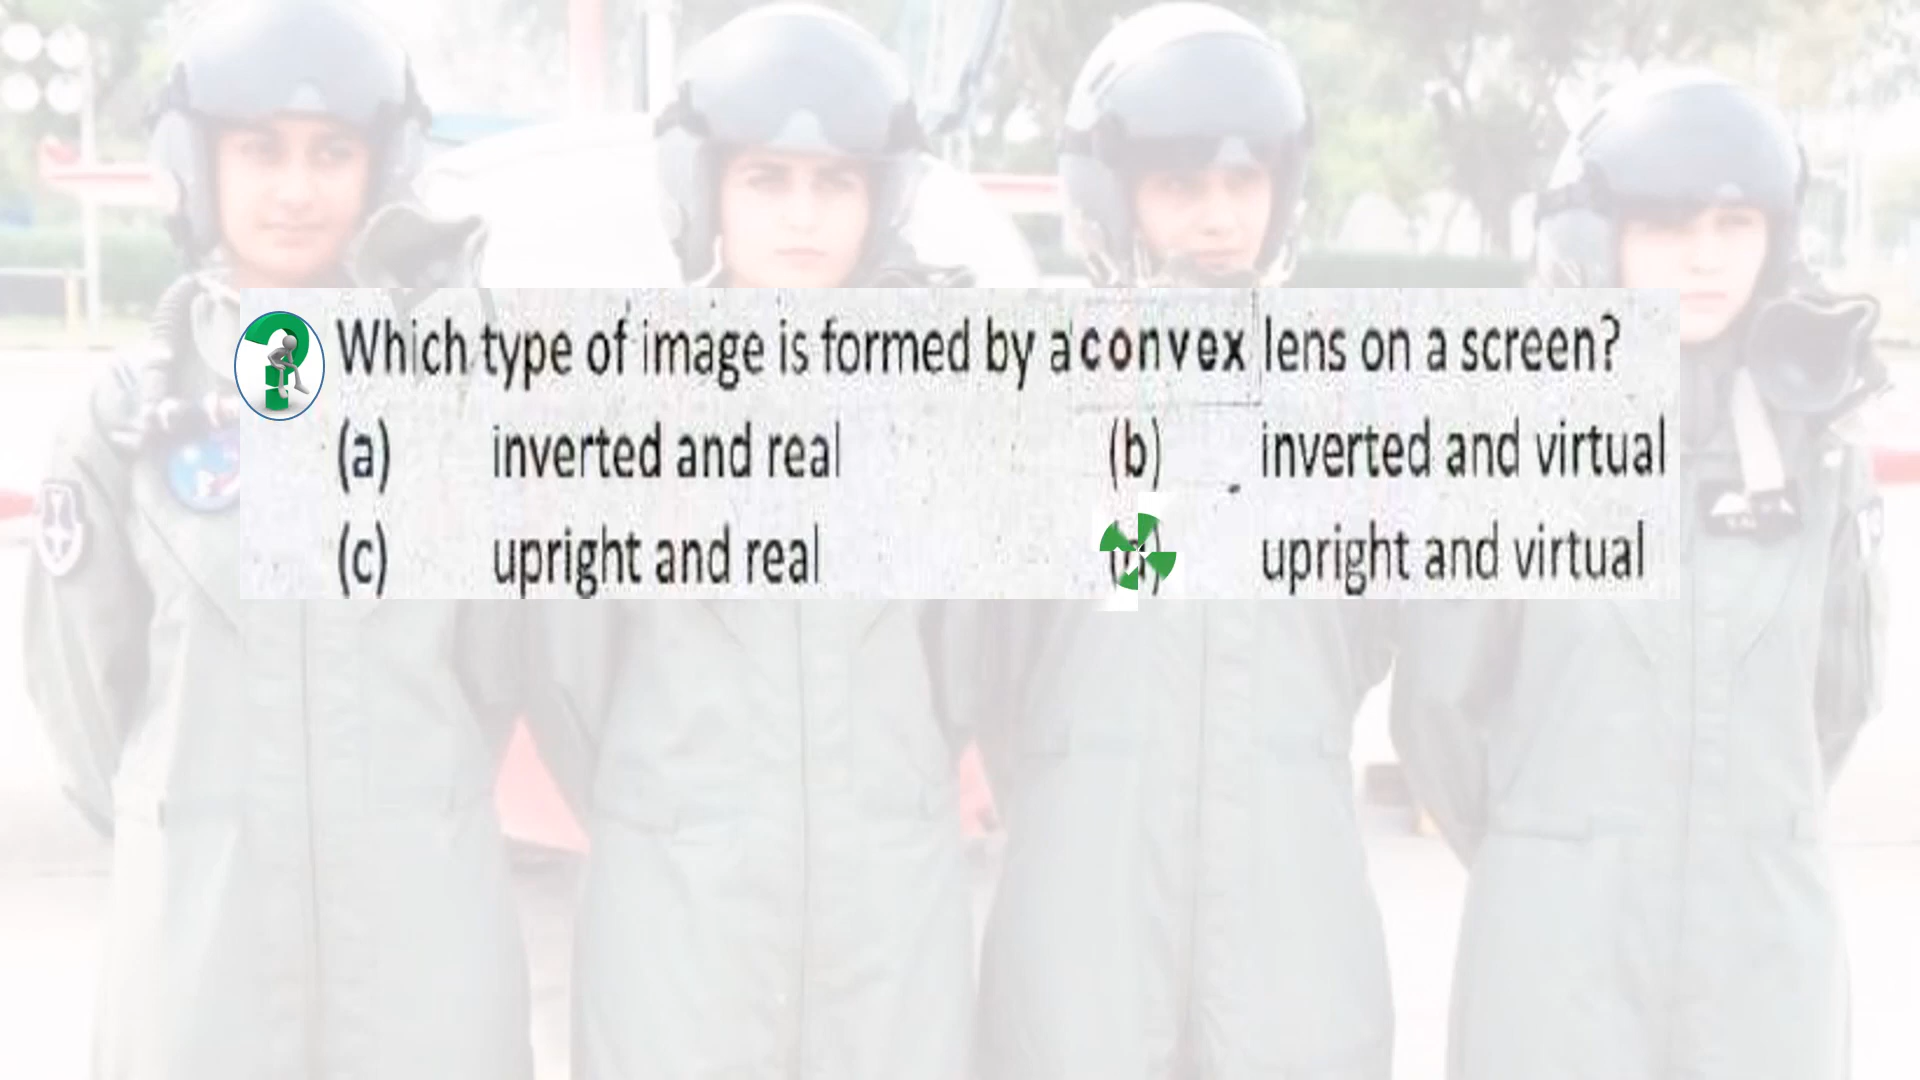 Which type of image is formed by a convex lens on a screen?
(a) inverted and real (b) inverted and virtual
(c) upright and real upright and virtual